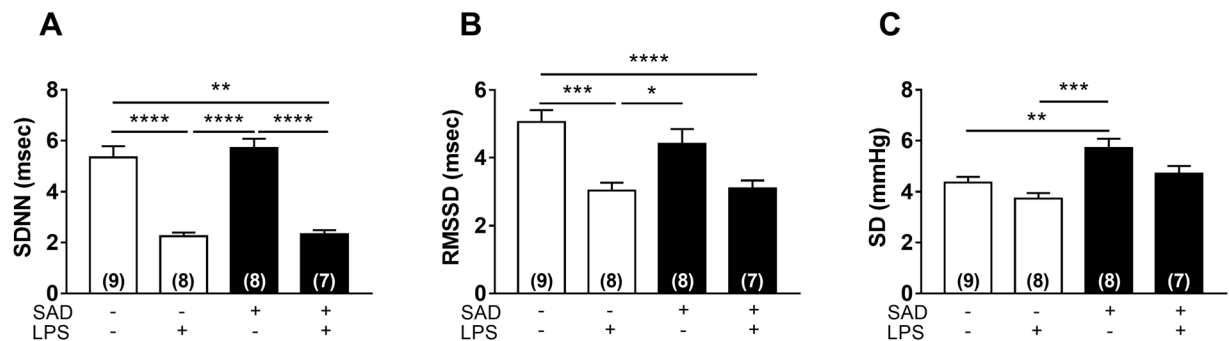 A
SDNN (msec)
8
6
4
2
0
**
**** **** ****
(9) (8) (8) (7)
SAD - - + +
LPS - + - +
B
RMSSD (msec)
6
4
2
0
****
*** *
(9) (8) (8) (7)
SAD - - + +
LPS - + - +
C
SD (mmHg)
8
6
4
2
0
***
**
(9) (8) (8) (7)
SAD - - + +
LPS - + - +